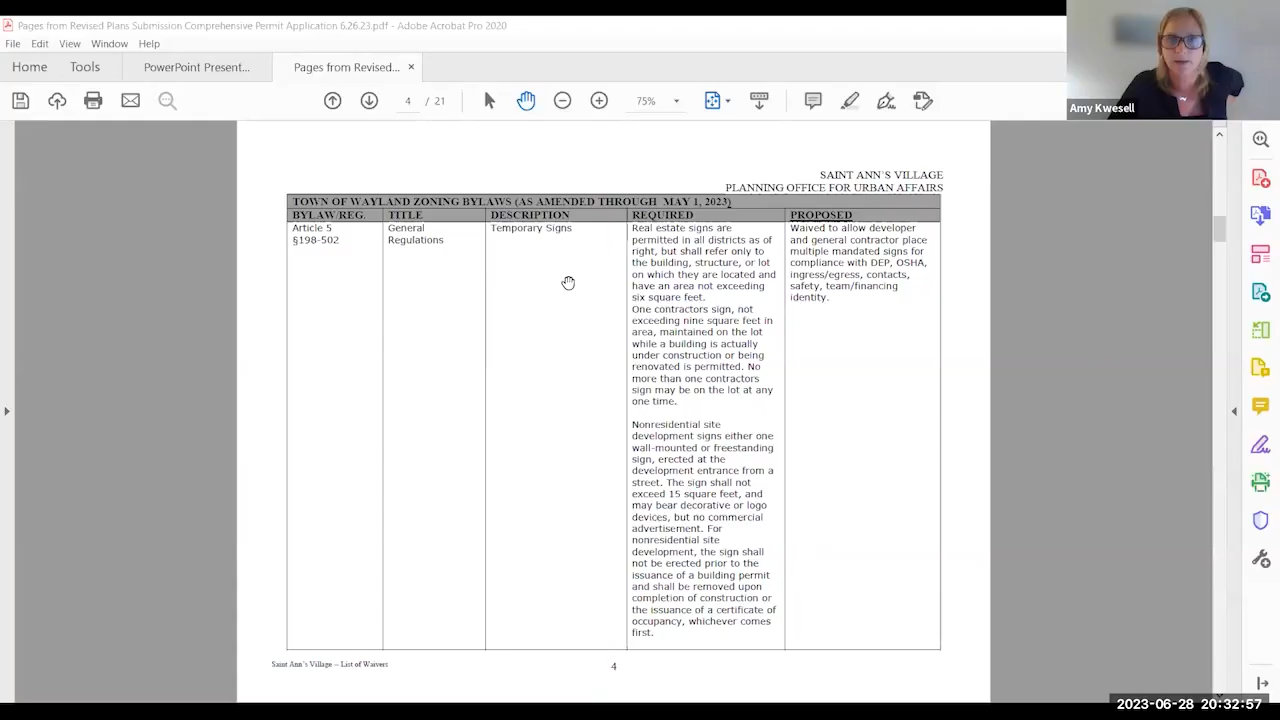 Pages from Revised Plans Submission Comprehensive Permit Application 6.26.23.pdf - Adobe Acrobat Pro 2020
File Edit View Window Help
Home Tools PowerPoint Present... Pages from Revised... ×
4 / 21 75%
Amy Kwesell
SAINT ANN'S VILLAGE
PLANNING OFFICE FOR URBAN AFFAIRS
TOWN OF WAYLAND ZONING BYLAWS (AS AMENDED THROUGH MAY 1, 2023)
BYLAW/REG. TITLE DESCRIPTION REQUIRED PROPOSED
Article 5
§198-502
General
Regulations
Temporary Signs
Real estate signs are
permitted in all districts as of
right, but shall refer only to
the building, structure, or lot
on which they are located and
have an area not exceeding
six square feet.
One contractors sign, not
exceeding nine square feet in
area, maintained on the lot
while a building is actually
under construction or being
renovated is permitted. No
more than one contractors
sign may be on the lot at any
one time.
Nonresidential site
development signs either one
wall-mounted or freestanding
sign, erected at the
development entrance from a
street. The sign shall not
exceed 15 square feet, and
may bear decorative or logo
devices, but no commercial
advertisement. For
nonresidential site
development, the sign shall
not be erected prior to the
issuance of a building permit
and shall be removed upon
completion of construction or
the issuance of a certificate of
occupancy, whichever comes
first.
Waived to allow developer
and general contractor place
multiple mandated signs for
compliance with DEP, OSHA,
ingress/egress, contacts,
safety, team/financing
identity.
Saint Ann's Village – List of Waivers
4
2023-06-28 20:32:57